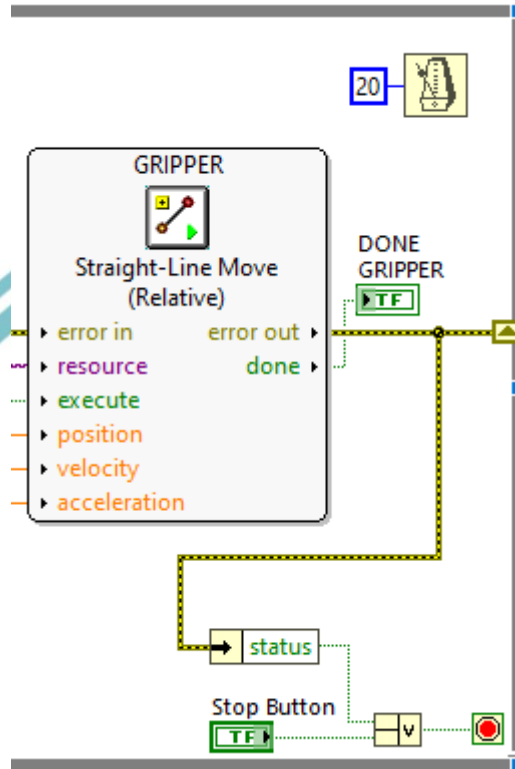 20
GRIPPER
Straight-Line Move
(Relative)
DONE
GRIPPER
TF
error in
error out
resource
done
execute
position
velocity
acceleration
status
Stop Button
TF
v